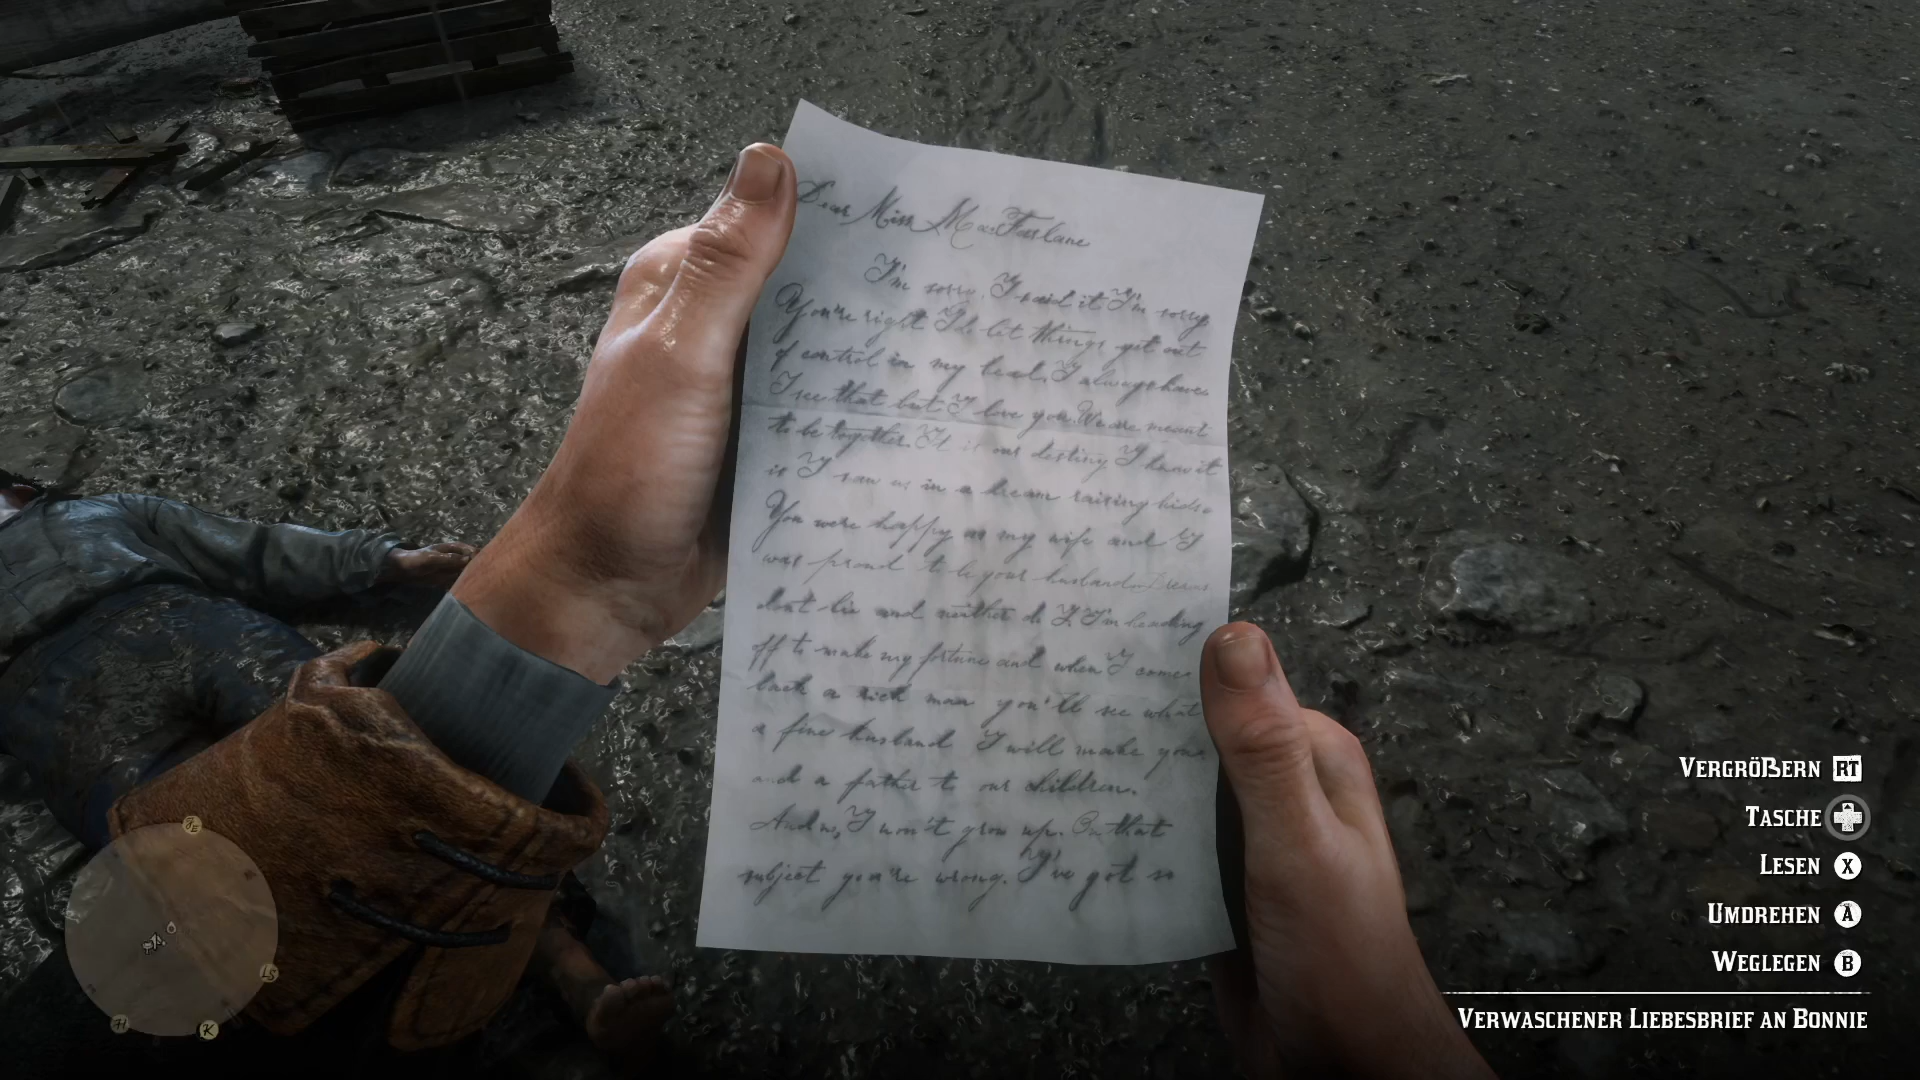 Dear Miss MacFarlane
I'm sorry. I said it I'm sorry
You're right I do let things get out
of control in my head. I always have.
I see that but I love you. We are meant
to be together. It is our destiny I know it
is I saw us in a dream raising kids.
You were happy as my wife and I
was proud to be your husband. Dreams
don't lie and neither do I. I'm heading
off to make my fortune and when I come
back a rich man you'll see what
a fine husband I will make you
and a father to our children.
And no, I won't grow up. On that
subject you're wrong. I've got so
VERGRÖẞERN RT
TASCHE
LESEN X
UMDREHEN A
WEGLEGEN B
VERWASCHENER LIEBESBRIEF AN BONNIE
LS
H
K